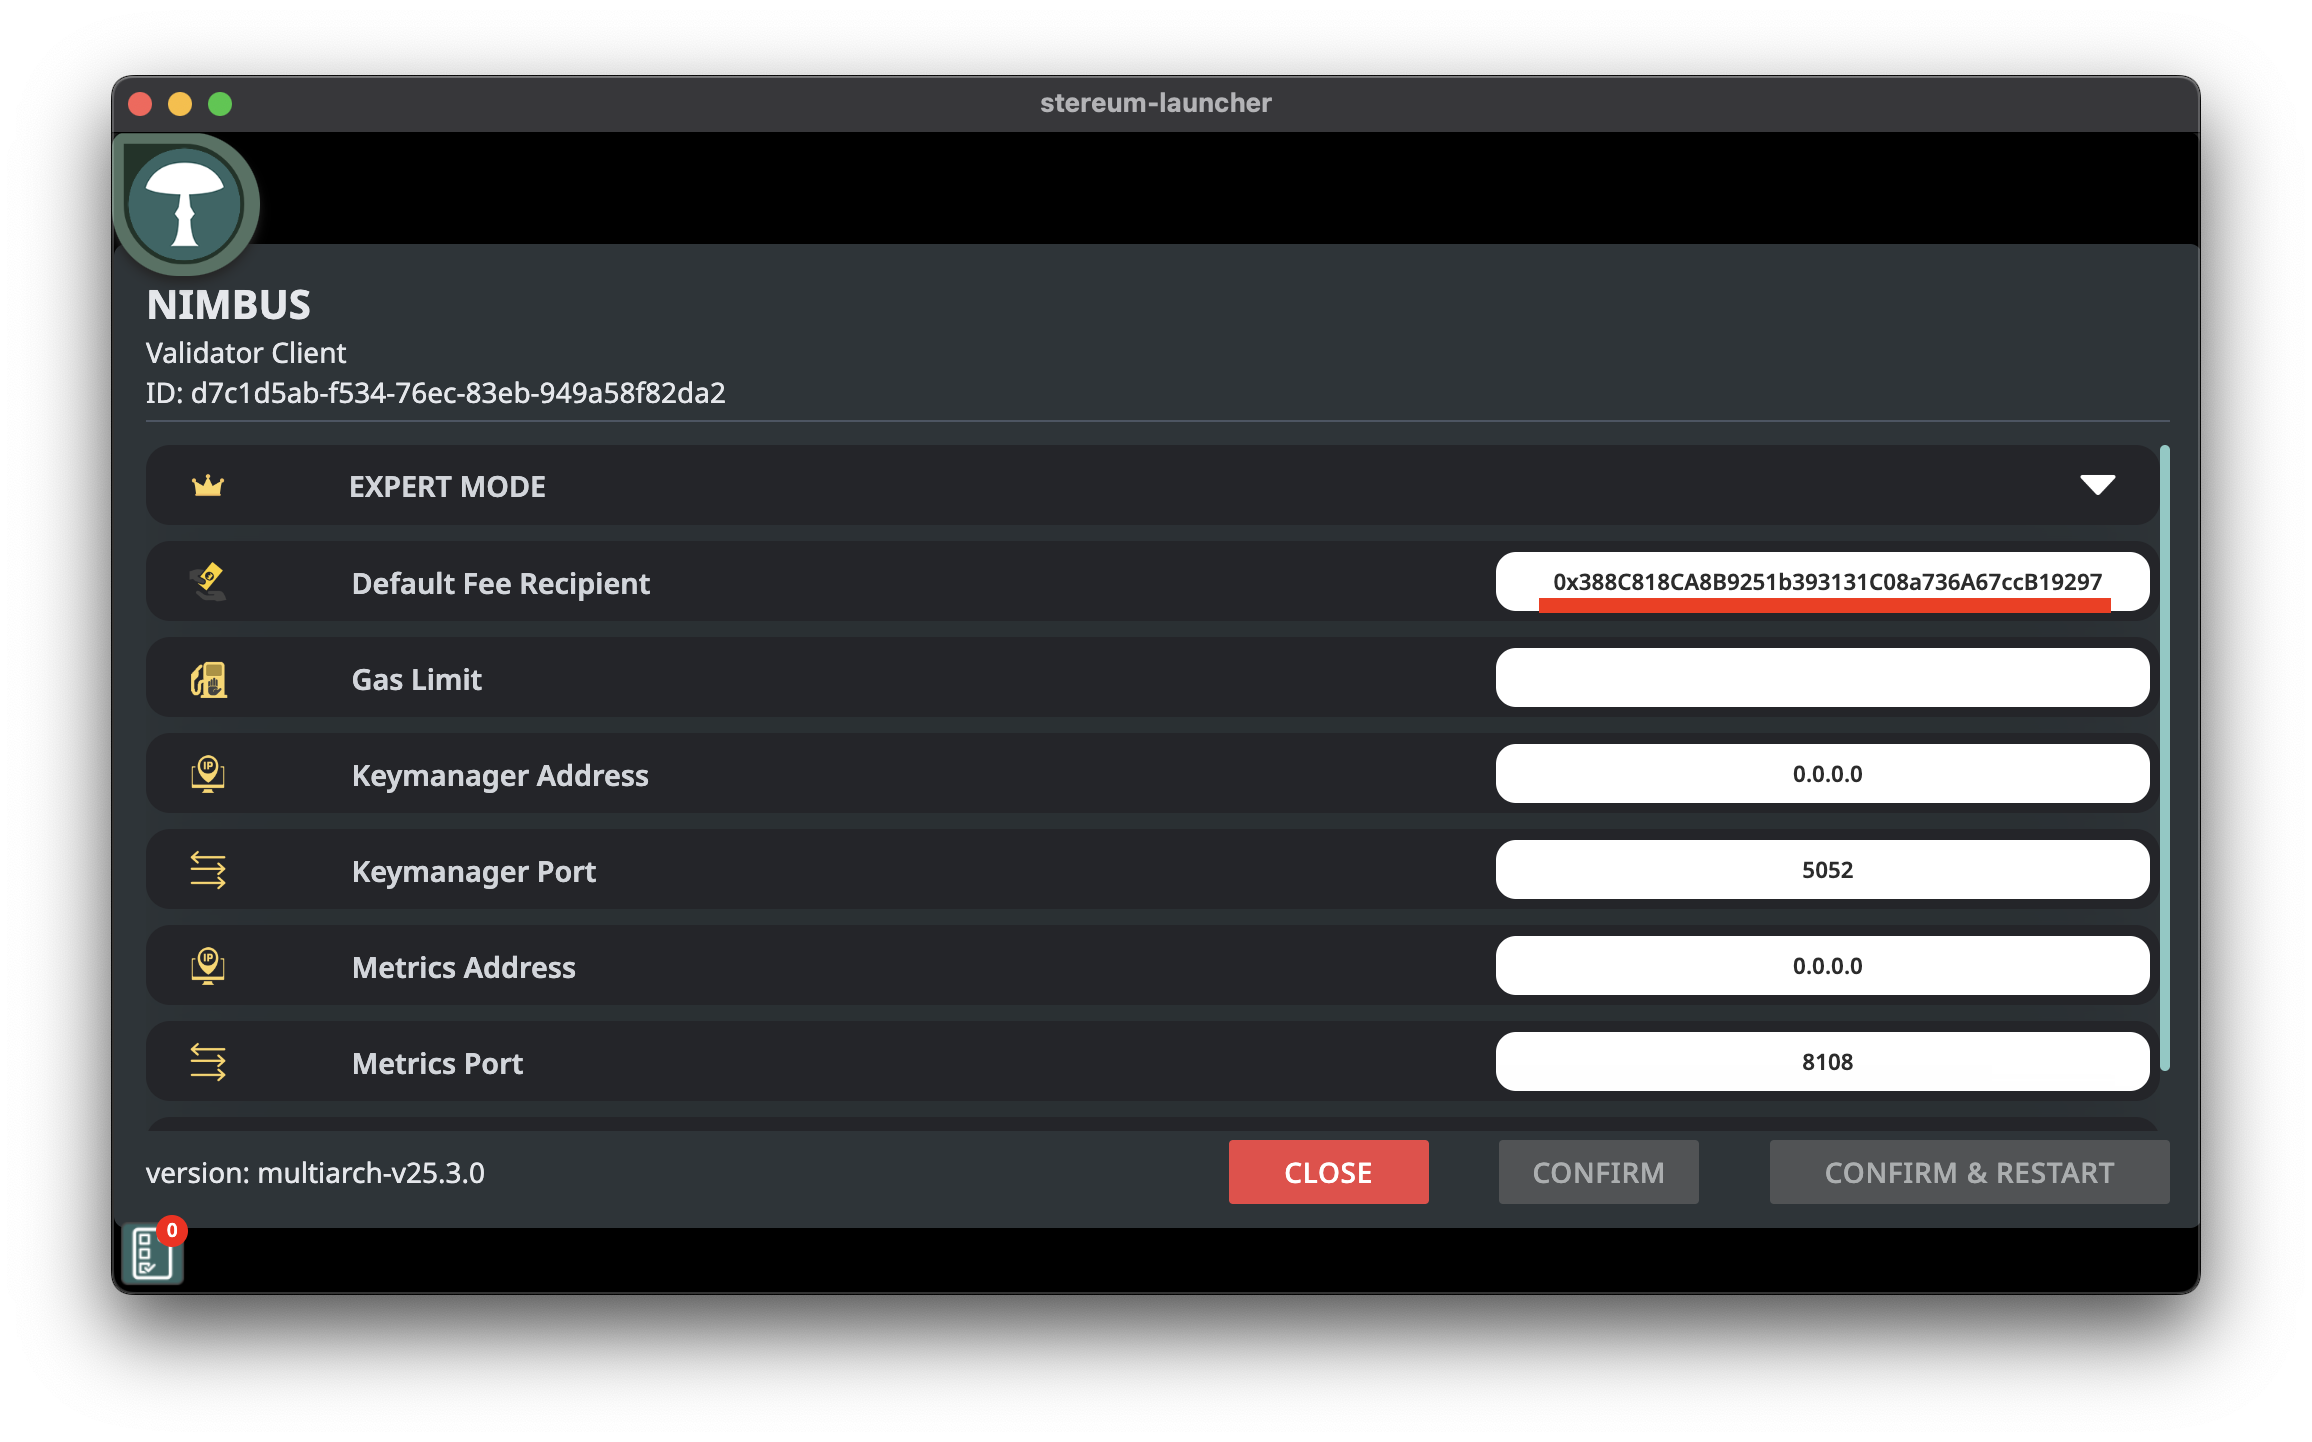 stereum-launcher
NIMBUS
Validator Client
ID: d7c1d5ab-f534-76ec-83eb-949a58f82da2
EXPERT MODE
Default Fee Recipient
0x388C818CA8B9251b393131C08a736A67ccB19297
Gas Limit
IP
Keymanager Address
0.0.0.0
Keymanager Port
5052
IP
Metrics Address
0.0.0.0
Metrics Port
8108
version: multiarch-v25.3.0
CLOSE
CONFIRM
CONFIRM & RESTART
0